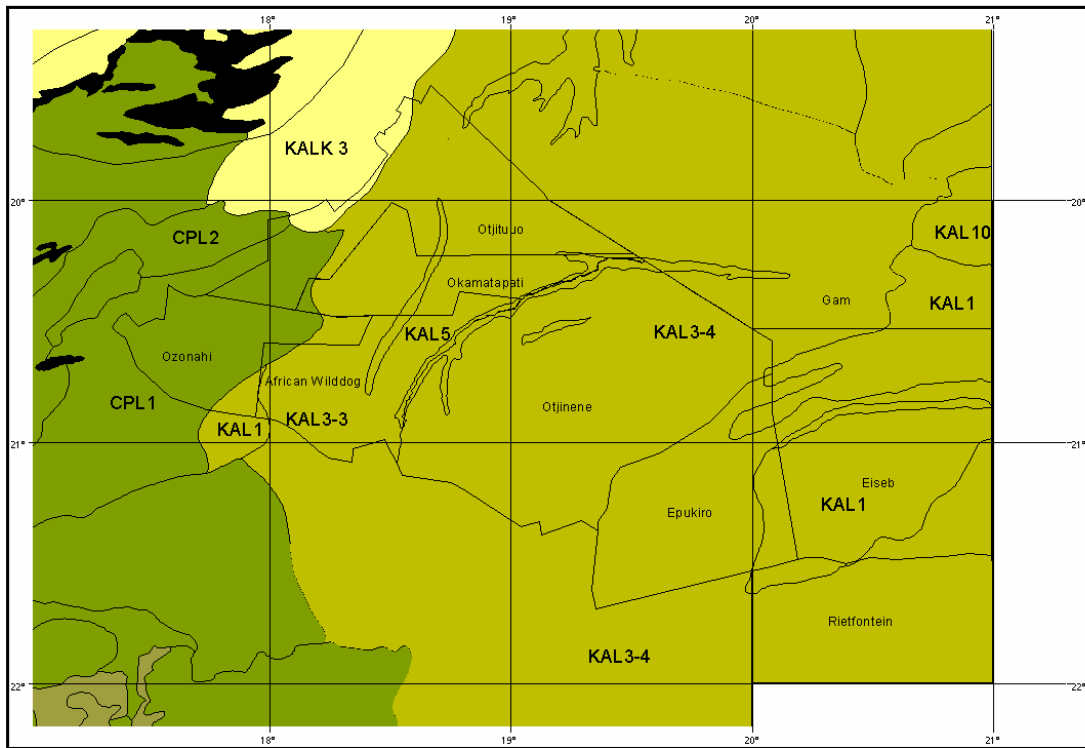 18° 19° 20° 21°
KALK 3
20° 20°
CPL2
Otjituuo
KAL10
Okamatapati
Gam
KAL1
KAL5
KAL3-4
Ozonahi
African Wilddog
CPL1
Otjinene
KAL3-3
KAL1
21° 21°
Eiseb
KAL1
Epukiro
Rietfontein
KAL3-4
22° 22°
18° 19° 20° 21°